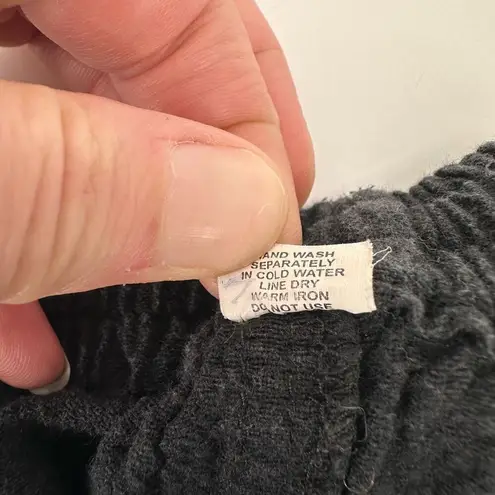 HAND WASH
SEPARATELY
IN COLD WATER
LINE DRY
WARM IRON
DO NOT USE